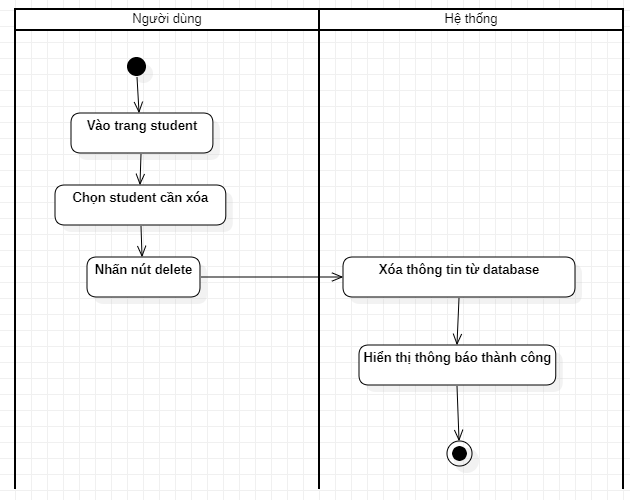 Người dùng
Hệ thống
Vào trang student
Chọn student cần xóa
Nhấn nút delete
Xóa thông tin từ database
Hiển thị thông báo thành công